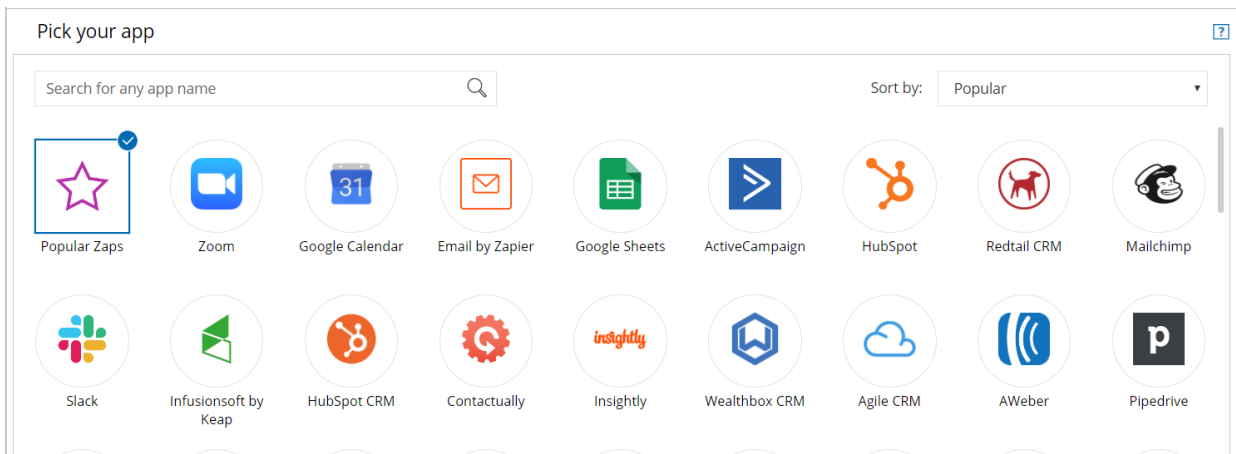 Pick your app
?
Search for any app name
Sort by: Popular
31
Popular Zaps Zoom Google Calendar Email by Zapier Google Sheets ActiveCampaign HubSpot Redtail CRM Mailchimp
insightly
p
Slack Infusionsoft by Keap HubSpot CRM Contactually Insightly Wealthbox CRM Agile CRM AWeber Pipedrive